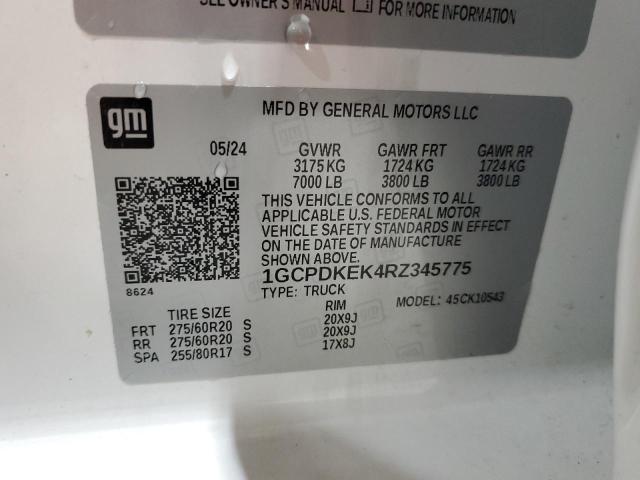 SEE OWNER'S MANUAL FOR MORE INFORMATION
gm
MFD BY GENERAL MOTORS LLC
05/24 GVWR GAWR FRT GAWR RR
3175 KG 1724 KG 1724 KG
7000 LB 3800 LB 3800 LB
THIS VEHICLE CONFORMS TO ALL
APPLICABLE U.S. FEDERAL MOTOR
VEHICLE SAFETY STANDARDS IN EFFECT
ON THE DATE OF MANUFACTURE
SHOWN ABOVE.
1GCPDKEK4RZ345775
8624
TYPE: TRUCK MODEL: 45CK10543
TIRE SIZE RIM
FRT 275/60R20 S 20X9J
RR 275/60R20 S 20X9J
SPA 255/80R17 S 17X8J